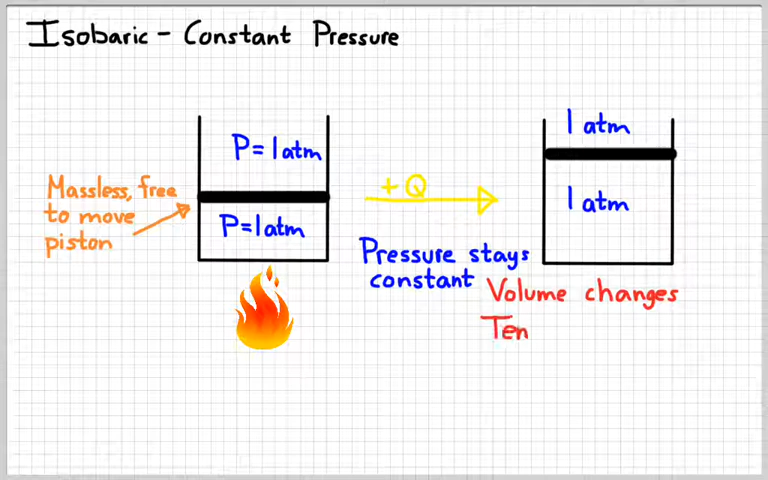 Isobaric - Constant Pressure
P=1atm
Massless, free
to move
piston
P=1atm
+Q
Pressure stays
constant
1 atm
1 atm
Volume changes
Ten